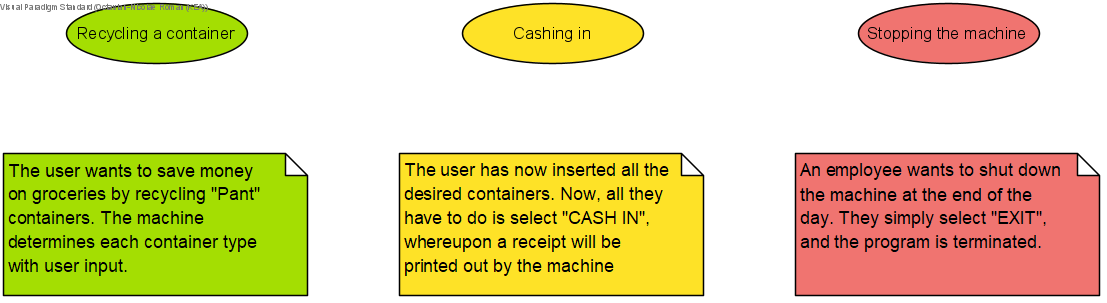 Visual Paradigm Standard
Recycling a container
Cashing in
Stopping the machine
The user wants to save money
on groceries by recycling "Pant"
containers. The machine
determines each container type
with user input.
The user has now inserted all the
desired containers. Now, all they
have to do is select "CASH IN",
whereupon a receipt will be
printed out by the machine
An employee wants to shut down
the machine at the end of the
day. They simply select "EXIT",
and the program is terminated.